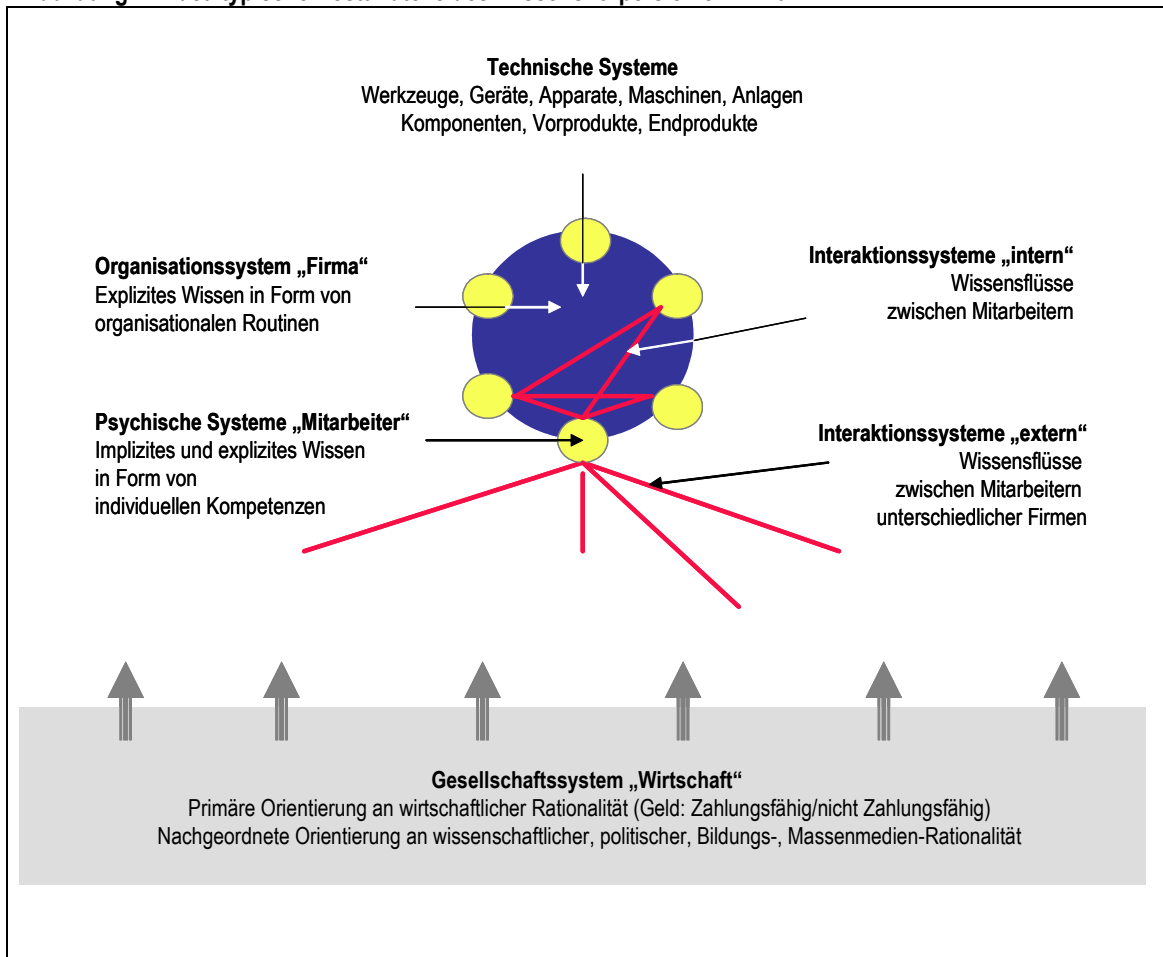 Technische Systeme
Werkzeuge, Geräte, Apparate, Maschinen, Anlagen
Komponenten, Vorprodukte, Endprodukte
Organisationssystem „Firma“
Explizites Wissen in Form von
organisationalen Routinen
Interaktionssysteme „intern“
Wissensflüsse
zwischen Mitarbeitern
Psychische Systeme „Mitarbeiter“
Implizites und explizites Wissen
in Form von
individuellen Kompetenzen
Interaktionssysteme „extern“
Wissensflüsse
zwischen Mitarbeitern
unterschiedlicher Firmen
Gesellschaftssystem „Wirtschaft“
Primäre Orientierung an wirtschaftlicher Rationalität (Geld: Zahlungsfähig/nicht Zahlungsfähig)
Nachgeordnete Orientierung an wissenschaftlicher, politischer, Bildungs-, Massenmedien-Rationalität